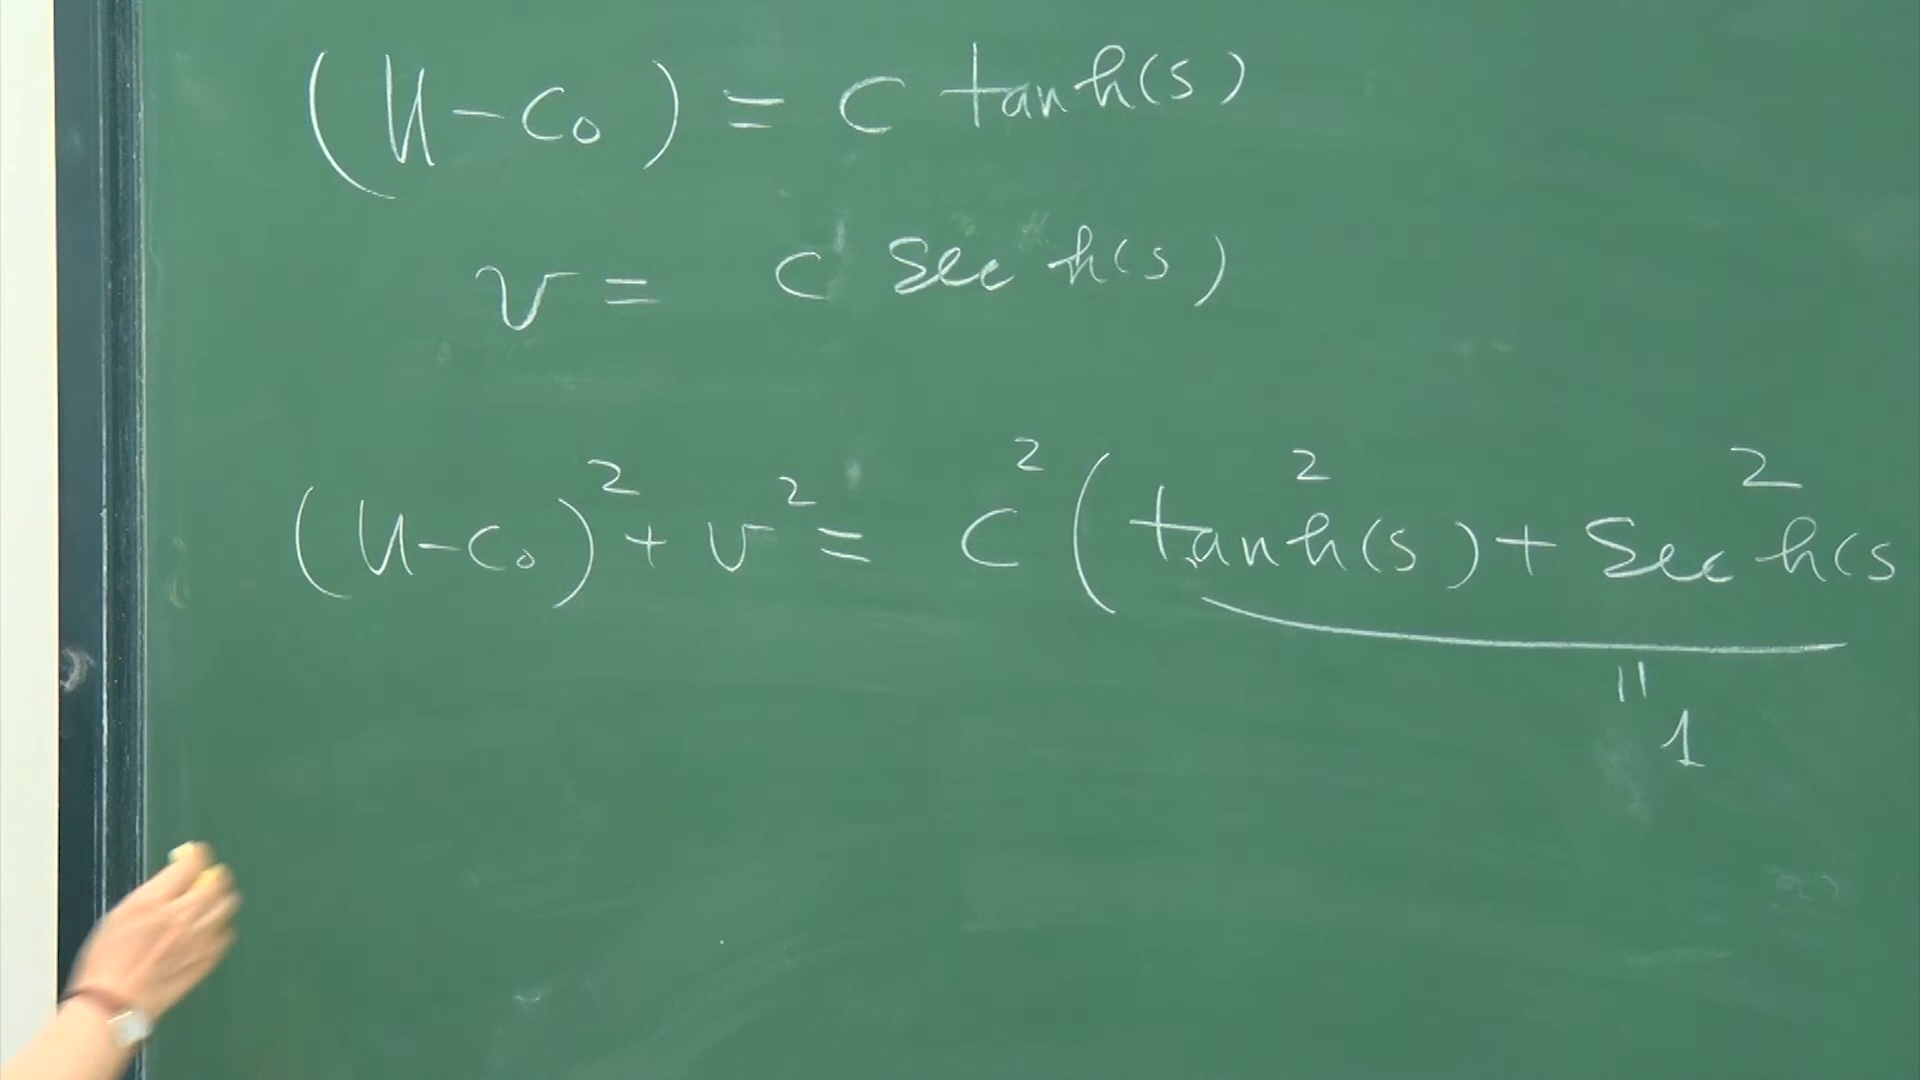 (u - c₀) = c tanh(s)
v = c sech(s)
(u - c₀)² + v² = c² (tanh²(s) + sech²(s
"
1